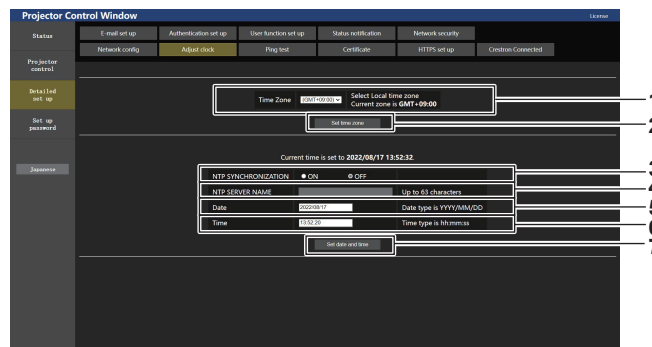 Projector Control Window
License
Status
E-mail set up
Authentication set up
User function set up
Status notification
Network security
Network config
Adjust clock
Ping test
Certificate
HTTPS set up
Crestron Connected
Projector
control
Detailed
set up
Set up
password
Japanese
Time Zone
(GMT+09:00)
Select Local time zone
Current zone is GMT+09:00
1
Set time zone
2
Current time is set to 2022/08/17 13:52:32.
NTP SYNCHRONIZATION
ON
OFF
3
NTP SERVER NAME
Up to 63 characters
4
Date
2022/08/17
Date type is YYYY/MM/DD
5
Time
13:52:20
Time type is hh:mm:ss
6
Set date and time
7